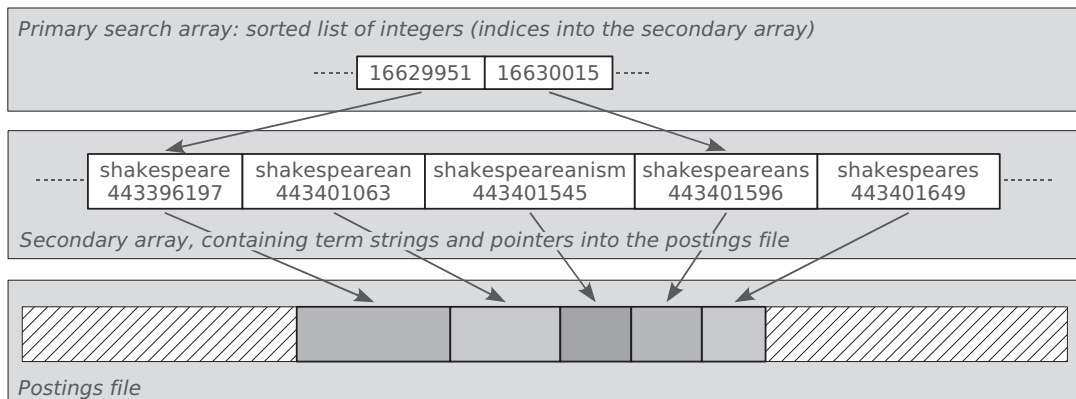 Primary search array: sorted list of integers (indices into the secondary array)
16629951 16630015
shakespeare shakespearean shakespeareanism shakespeareans shakespeares
443396197 443401063 443401545 443401596 443401649
Secondary array, containing term strings and pointers into the postings file
Postings file